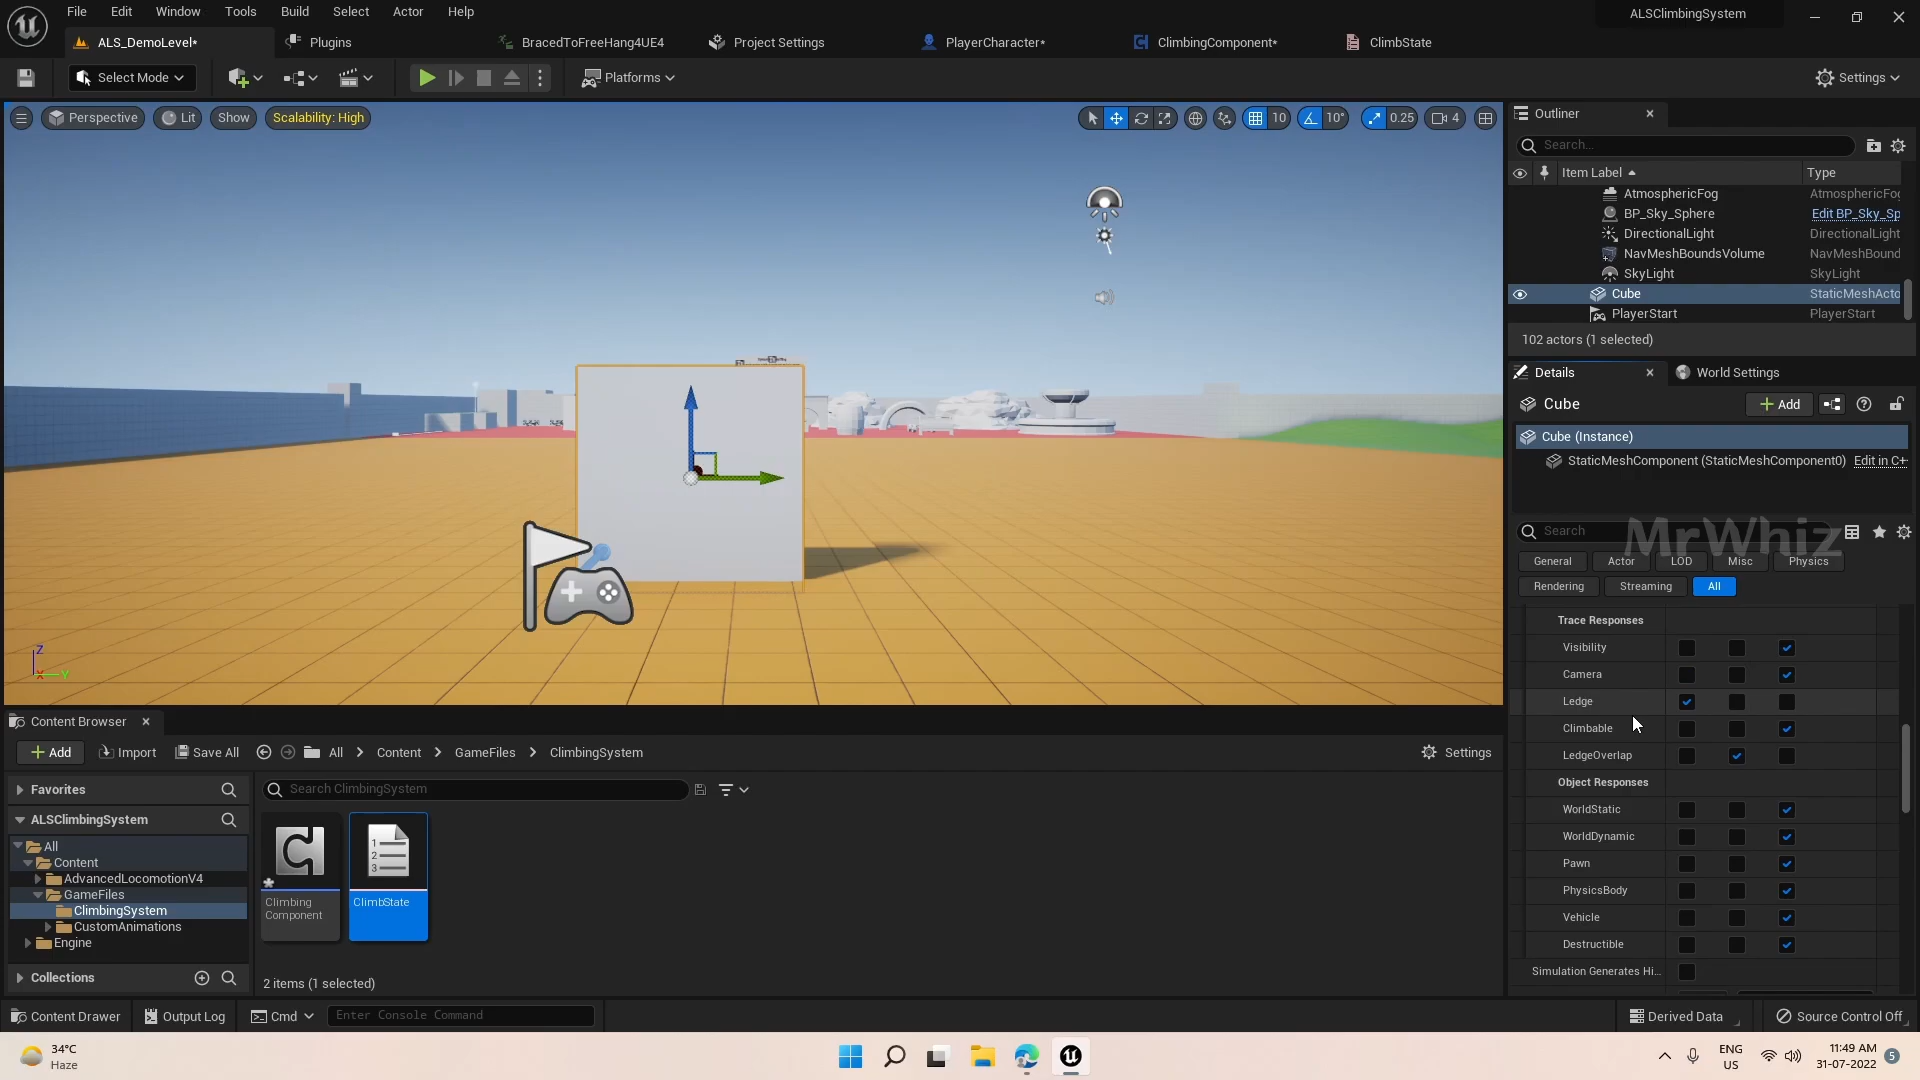 File Edit Window Tools Build Select Actor Help
ALSClimbingSystem
ALS_DemoLevel*
Plugins
BracedToFreeHang4UE4
Project Settings
PlayerCharacter*
ClimbingComponent*
ClimbState
Select Mode
Platforms
Settings
Perspective
Lit
Show
Scalability: High
10
10°
0.25
4
Outliner
Search...
Item Label
Type
AtmosphericFog AtmosphericFog
BP_Sky_Sphere Edit BP_Sky_Sp
DirectionalLight DirectionalLight
NavMeshBoundsVolume NavMeshBound
SkyLight SkyLight
Cube StaticMeshActo
PlayerStart PlayerStart
102 actors (1 selected)
Details
World Settings
Cube
Add
Cube (Instance)
StaticMeshComponent (StaticMeshComponent0) Edit in C+
Search
MrWhiz
General Actor LOD Misc Physics
Rendering Streaming All
Trace Responses
Visibility
Camera
Ledge
Climbable
LedgeOverlap
Object Responses
WorldStatic
WorldDynamic
Pawn
PhysicsBody
Vehicle
Destructible
Simulation Generates Hi...
Z
X
Y
Content Browser
Add
Import
Save All
All > Content > GameFiles > ClimbingSystem
Settings
Favorites
ALSClimbingSystem
All
Content
AdvancedLocomotionV4
GameFiles
ClimbingSystem
CustomAnimations
Engine
Collections
Search ClimbingSystem
Climbing
Component
1
2
3
ClimbState
2 items (1 selected)
Content Drawer
Output Log
Cmd
Enter Console Command
Derived Data
Source Control Off
34°C
Haze
ENG
US
11:49 AM
31-07-2022
5